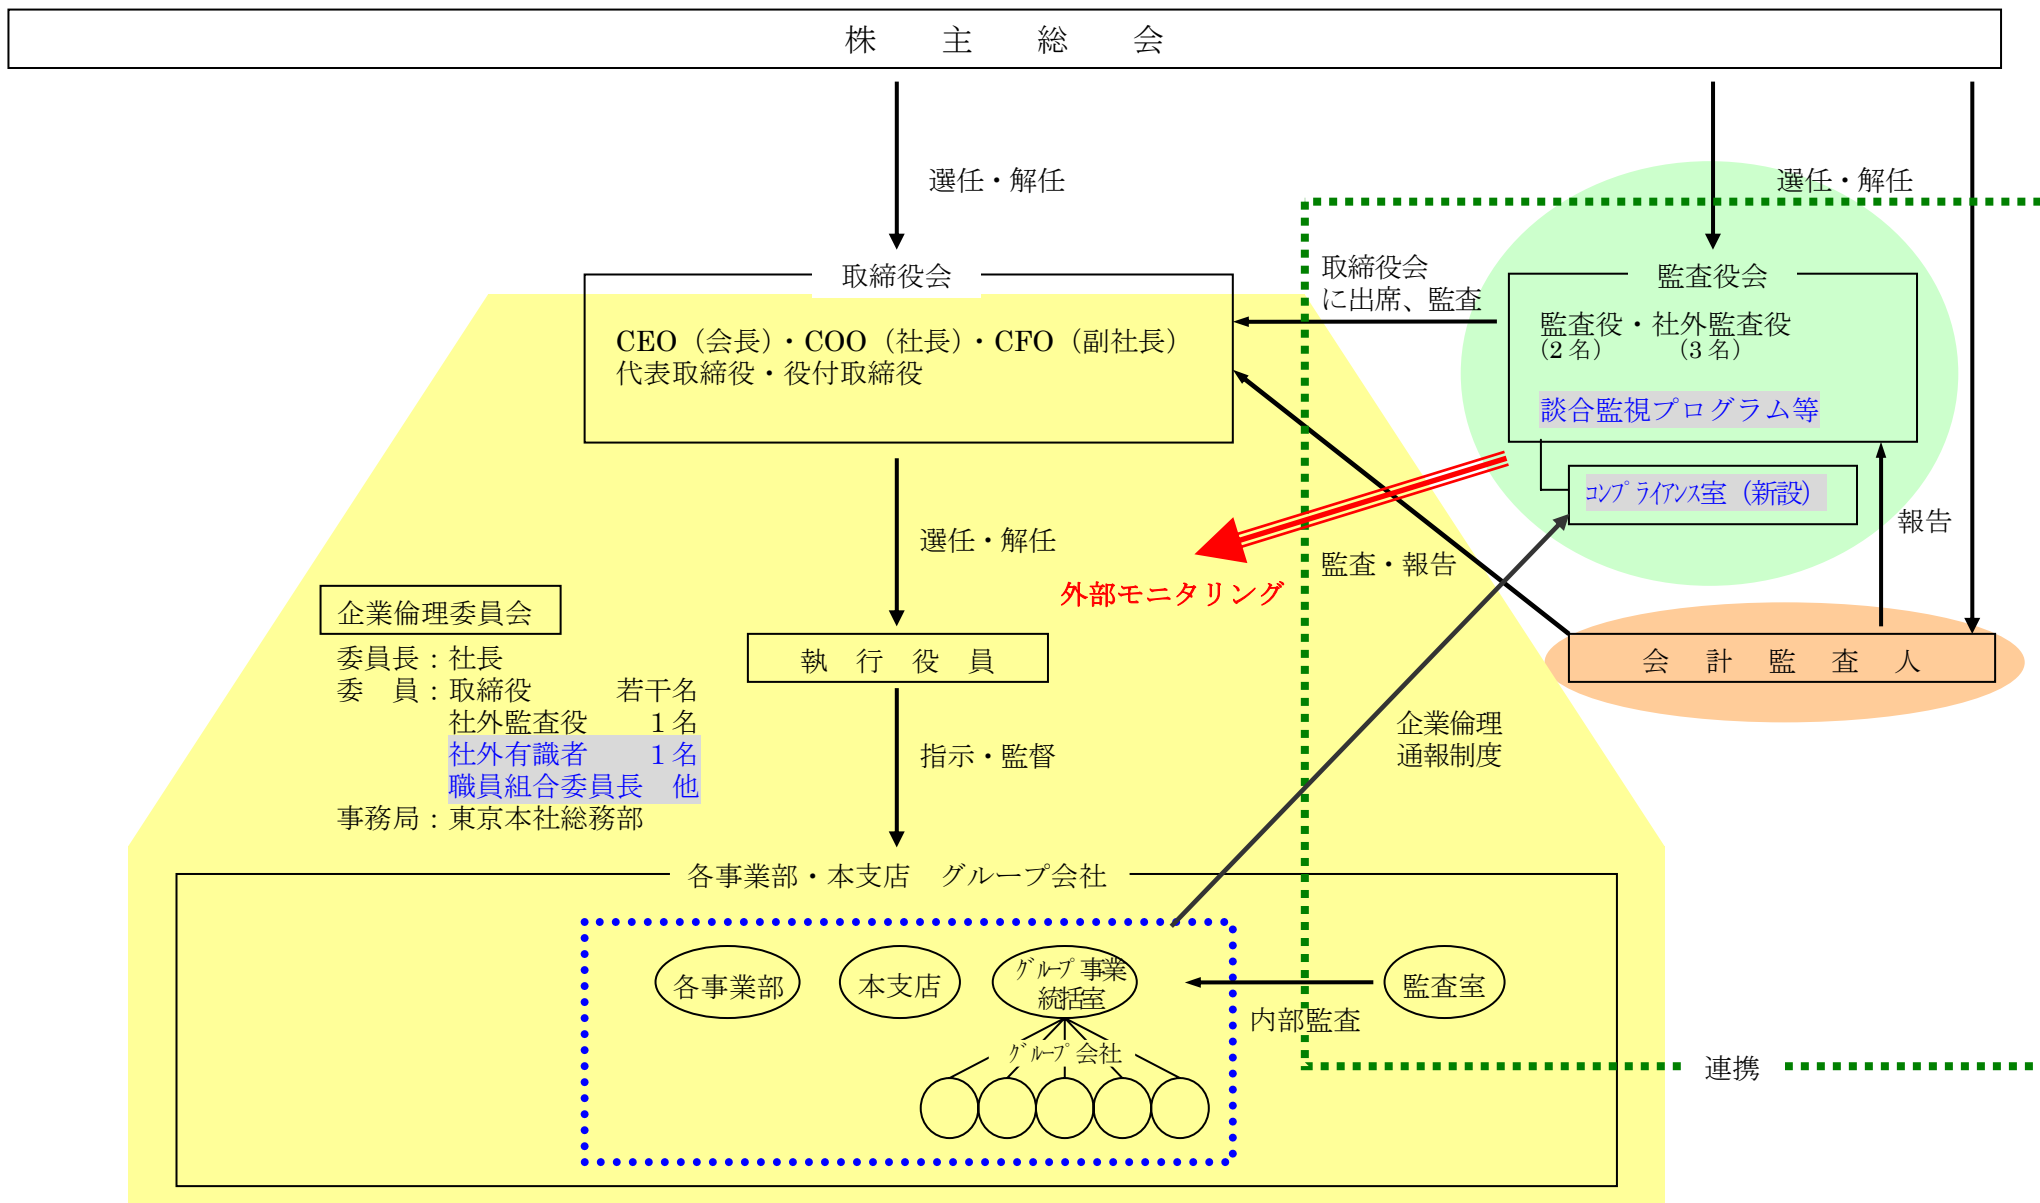 株　主　総　会
選任・解任
選任・解任
取締役会
CEO（会長）・COO（社長）・CFO（副社長）
代表取締役・役付取締役
取締役会
に出席、監査
監査役会
監査役・社外監査役
（2名）　　（3名）
談合監視プログラム等
コンプライアンス室（新設）
報告
選任・解任
監査・報告
外部モニタリング
企業倫理委員会
委員長：社長
委　員：取締役　　　若干名
社外監査役　　1名
社外有識者　　1名
職員組合委員長　他
事務局：東京本社総務部
執　行　役　員
会　計　監　査　人
指示・監督
企業倫理
通報制度
各事業部・本支店　グループ会社
各事業部
本支店
グループ事業
統括室
監査室
内部監査
グループ会社
連携